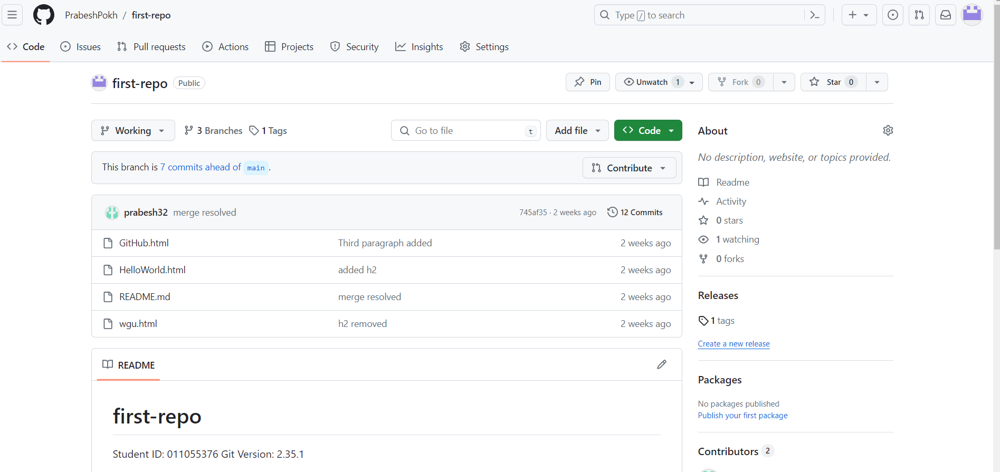 PrabeshPokh / first-repo
Type / to search
Code Issues Pull requests Actions Projects Security Insights Settings
first-repo Public
Pin Unwatch 1 Fork 0 Star 0
Working 3 Branches 1 Tags Go to file t Add file Code
This branch is 7 commits ahead of main.
Contribute
prabesh32 merge resolved 745af35 · 2 weeks ago 12 Commits
GitHub.html Third paragraph added 2 weeks ago
HelloWorld.html added h2 2 weeks ago
README.md merge resolved 2 weeks ago
wgu.html h2 removed 2 weeks ago
README
first-repo
Student ID: 011055376 Git Version: 2.35.1
About
No description, website, or topics provided.
Readme
Activity
0 stars
1 watching
0 forks
Releases
1 tags
Create a new release
Packages
No packages published
Publish your first package
Contributors 2